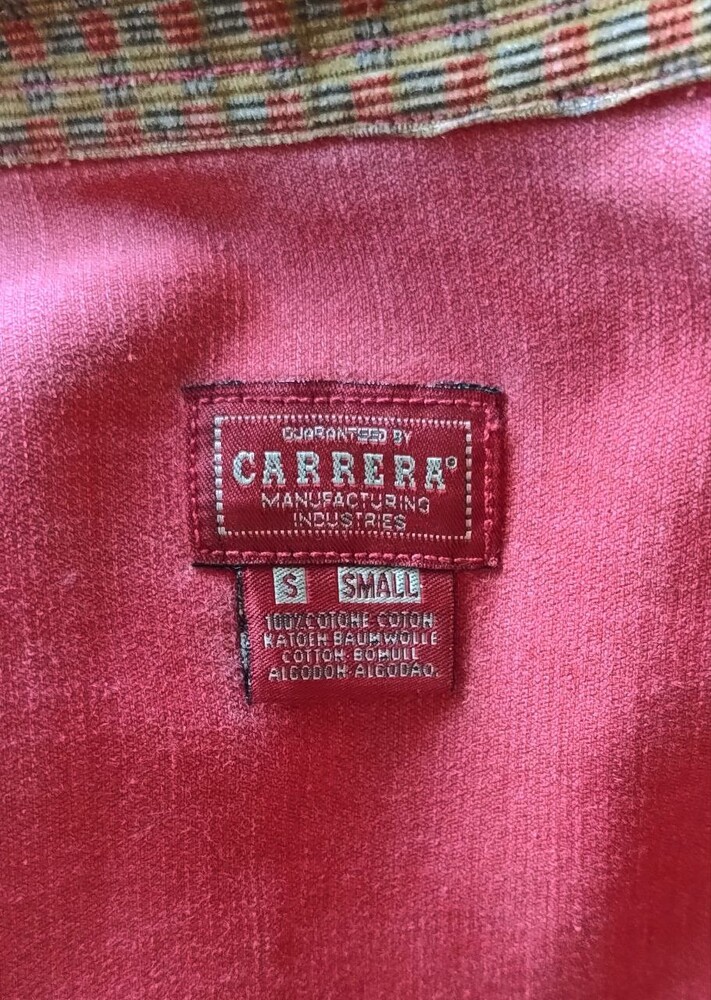 GUARANTEED BY
CARRERA®
MANUFACTURING
INDUSTRIES
S SMALL
100% COTONE-COTON
KATOEN BAUMWOLLE
COTTON-BOMULL
ALGODON-ALGODAO.